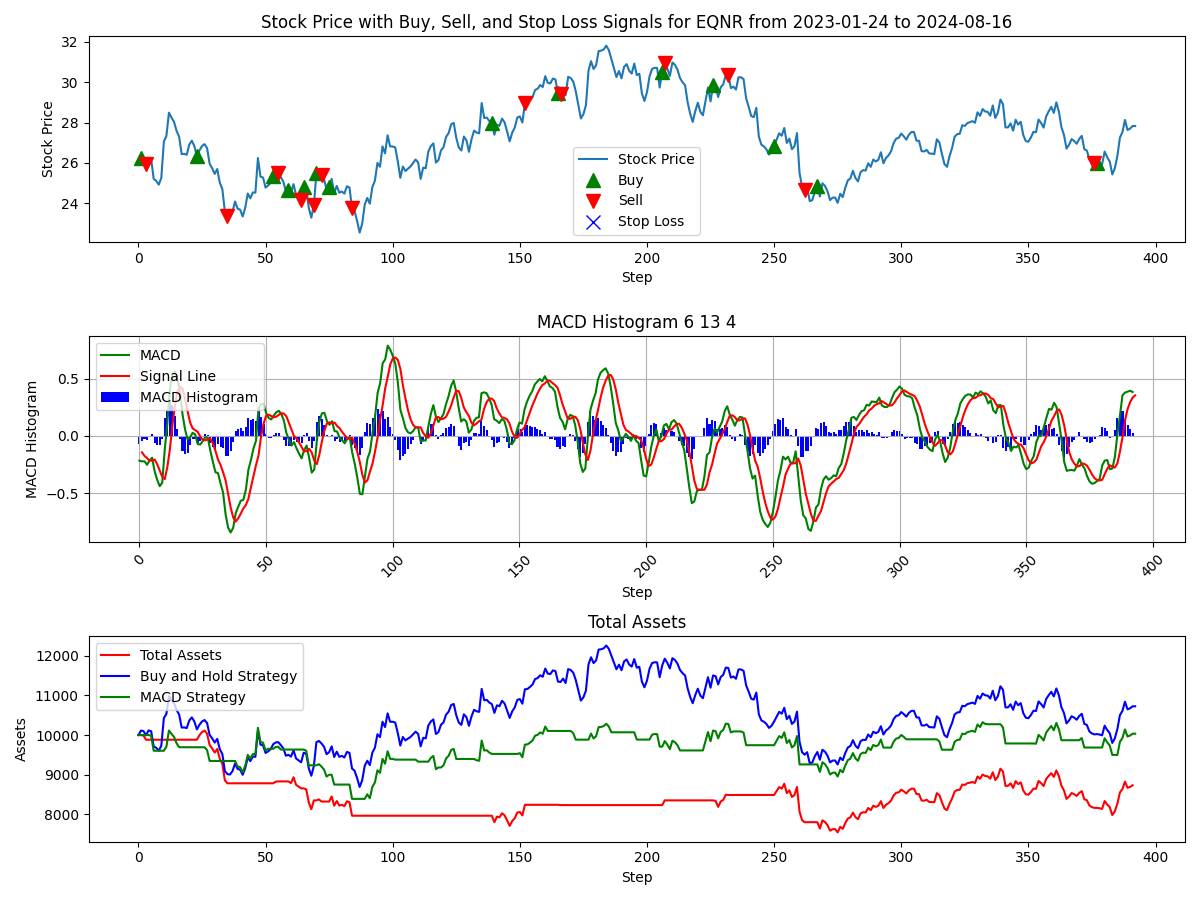 Stock Price with Buy, Sell, and Stop Loss Signals for EQNR from 2023-01-24 to 2024-08-16
Stock Price
32
30
28
26
24
Stock Price
Buy
Sell
Stop Loss
0 50 100 150 200 250 300 350 400
Step
MACD Histogram 6 13 4
MACD Histogram
0.5
0.0
−0.5
MACD
Signal Line
MACD Histogram
0 50 100 150 200 250 300 350 400
Step
Total Assets
Assets
12000
11000
10000
9000
8000
Total Assets
Buy and Hold Strategy
MACD Strategy
0 50 100 150 200 250 300 350 400
Step